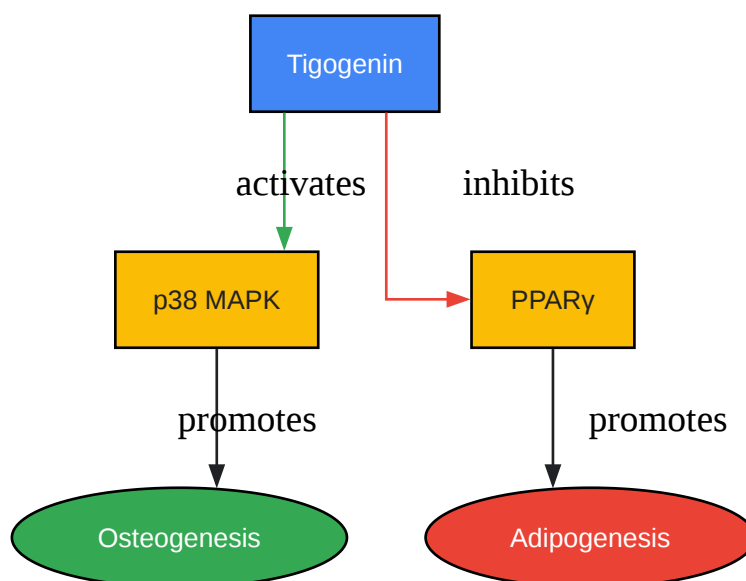 Tigogenin
activates
inhibits
p38 MAPK
PPARγ
promotes
promotes
Osteogenesis
Adipogenesis